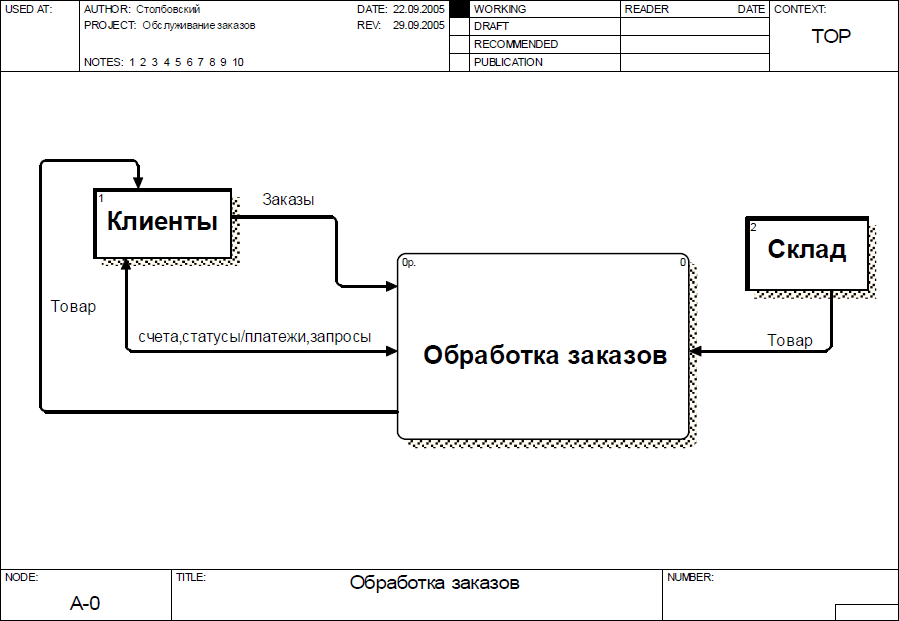 USED AT:
AUTHOR: Столбовский
DATE: 22.09.2005
PROJECT: Обслуживание заказов
REV: 29.09.2005
NOTES: 1 2 3 4 5 6 7 8 9 10
WORKING
DRAFT
RECOMMENDED
PUBLICATION
READER
DATE
CONTEXT:
TOP
1
Клиенты
Заказы
2
Склад
0р.
0
Товар
счета,статусы/платежи,запросы
Обработка заказов
Товар
NODE:
A-0
TITLE:
Обработка заказов
NUMBER: